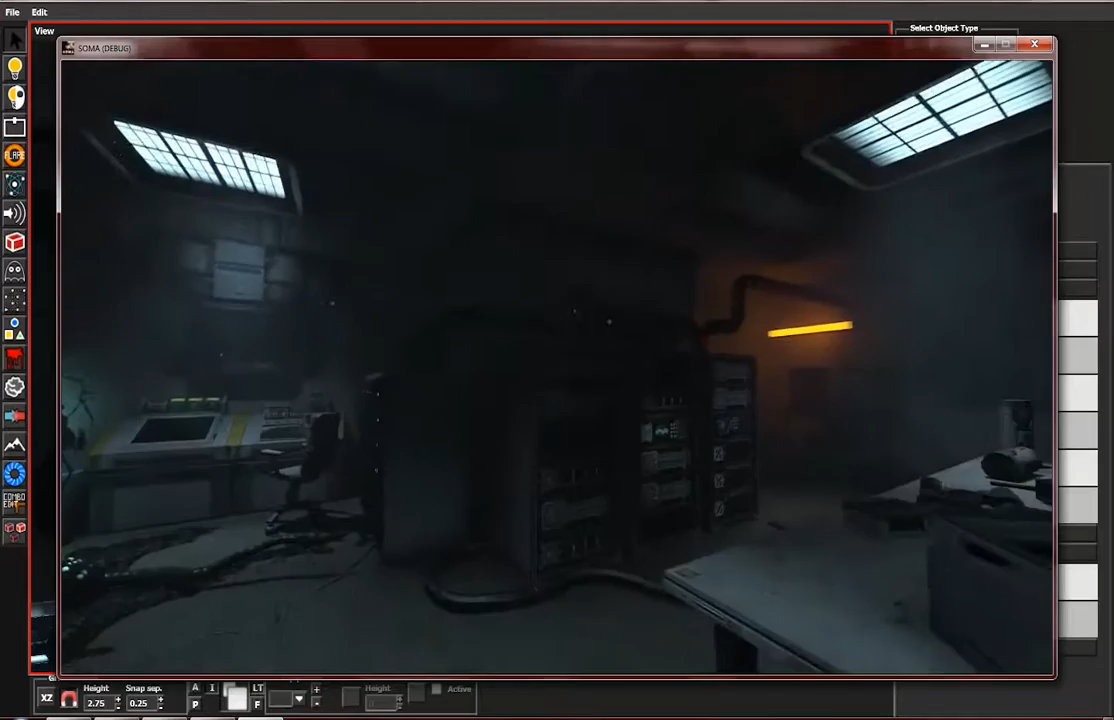 File Edit
View
Select Object Type
SOMA (DEBUG)
FLARE
COMBO
EDIT
XZ
Height:
2.75
Snap sep.
0.25
A I
P
LT
F
+
-
Height:
Active